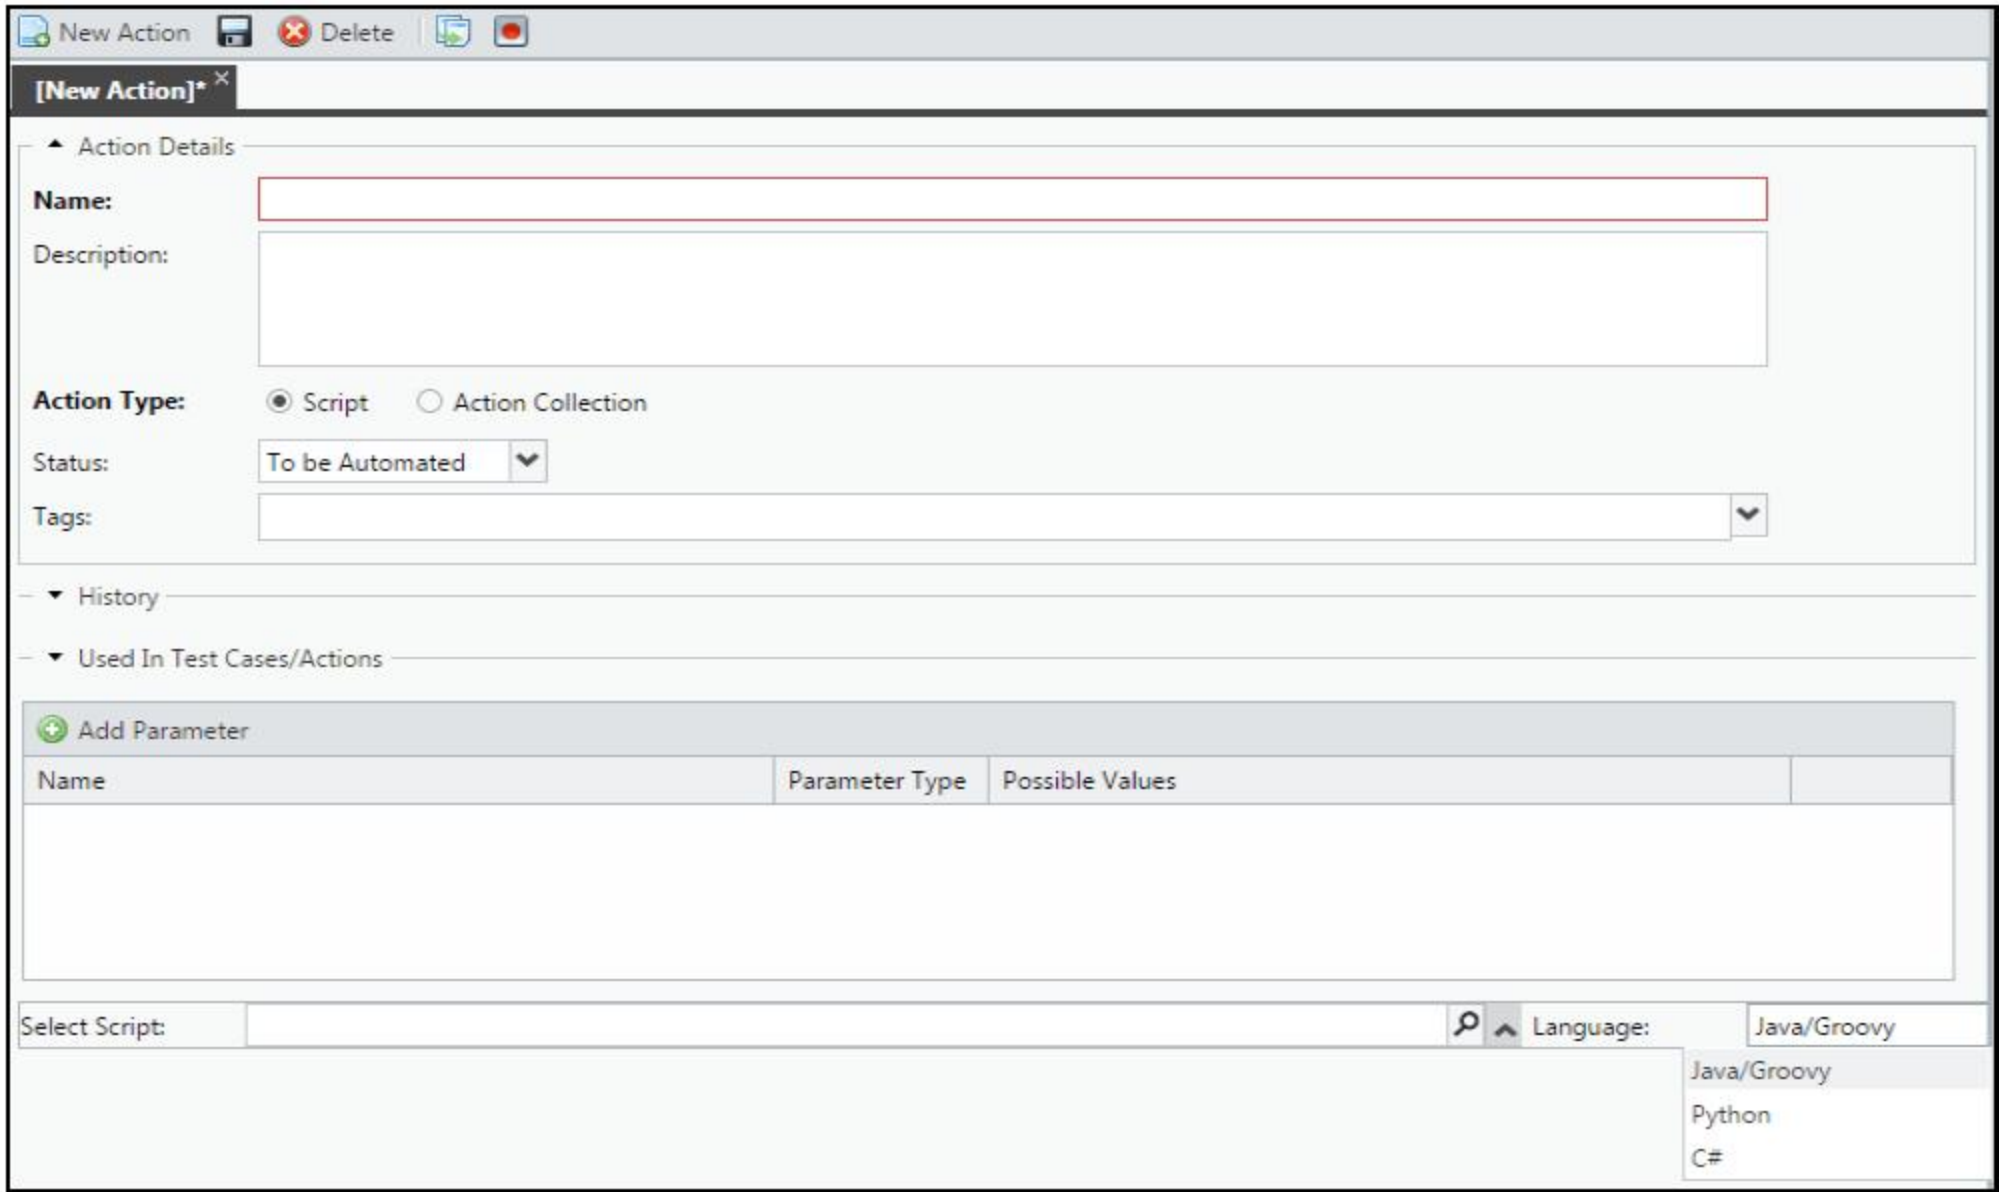 New Action Delete
[New Action]*
Action Details
Name:
Description:
Action Type: Script Action Collection
Status: To be Automated
Tags:
History
Used In Test Cases/Actions
Add Parameter
Name Parameter Type Possible Values
Select Script: Language: Java/Groovy
Java/Groovy
Python
C#